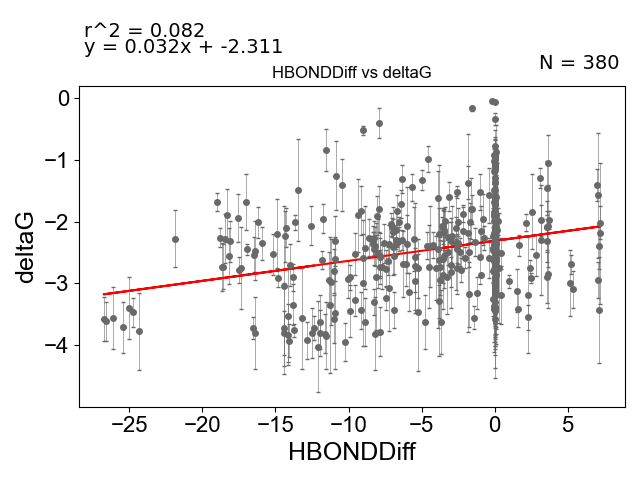 r^2 = 0.082
y = 0.032x + -2.311
N = 380
HBONDDiff vs deltaG
deltaG
0
−1
−2
−3
−4
−25
−20
−15
−10
−5
0
5
HBONDDiff